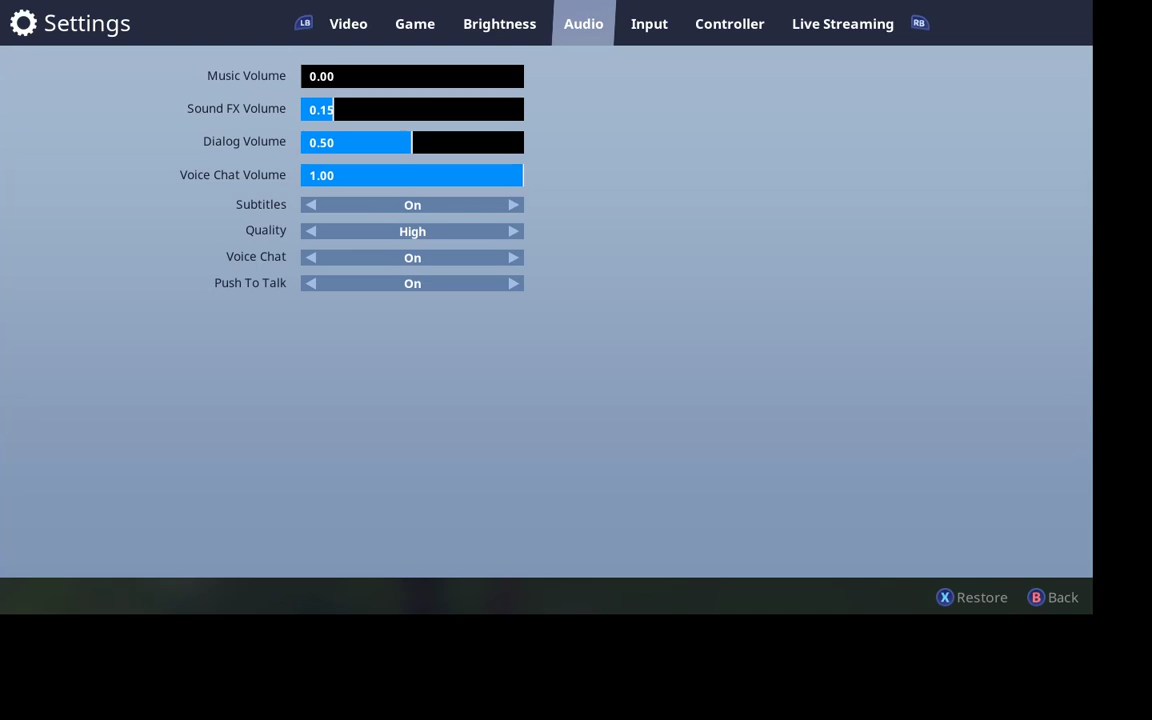 Settings
LB Video Game Brightness Audio Input Controller Live Streaming RB
Music Volume 0.00
Sound FX Volume 0.15
Dialog Volume 0.50
Voice Chat Volume 1.00
Subtitles On
Quality High
Voice Chat On
Push To Talk On
X Restore B Back